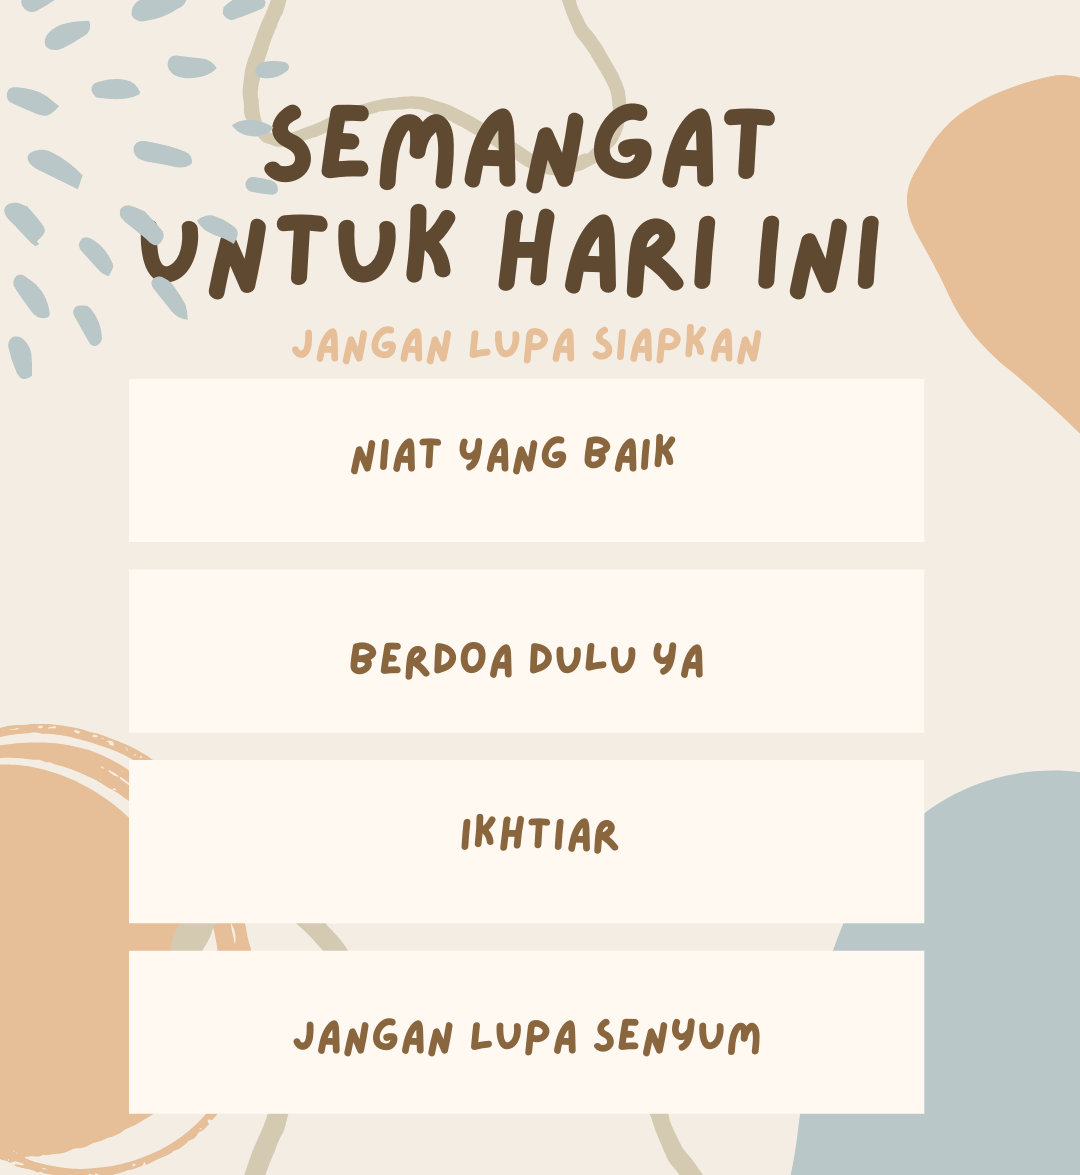 SEMANGAT
UNTUK HARI INI
JANGAN LUPA SIAPKAN
NIAT YANG BAIK
BERDOA DULU YA
IKHTIAR
JANGAN LUPA SENYUM